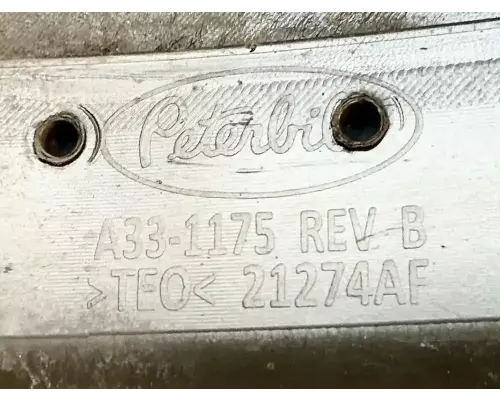 Peterbilt
A33-1175 REV B
>TEO< 21274AF